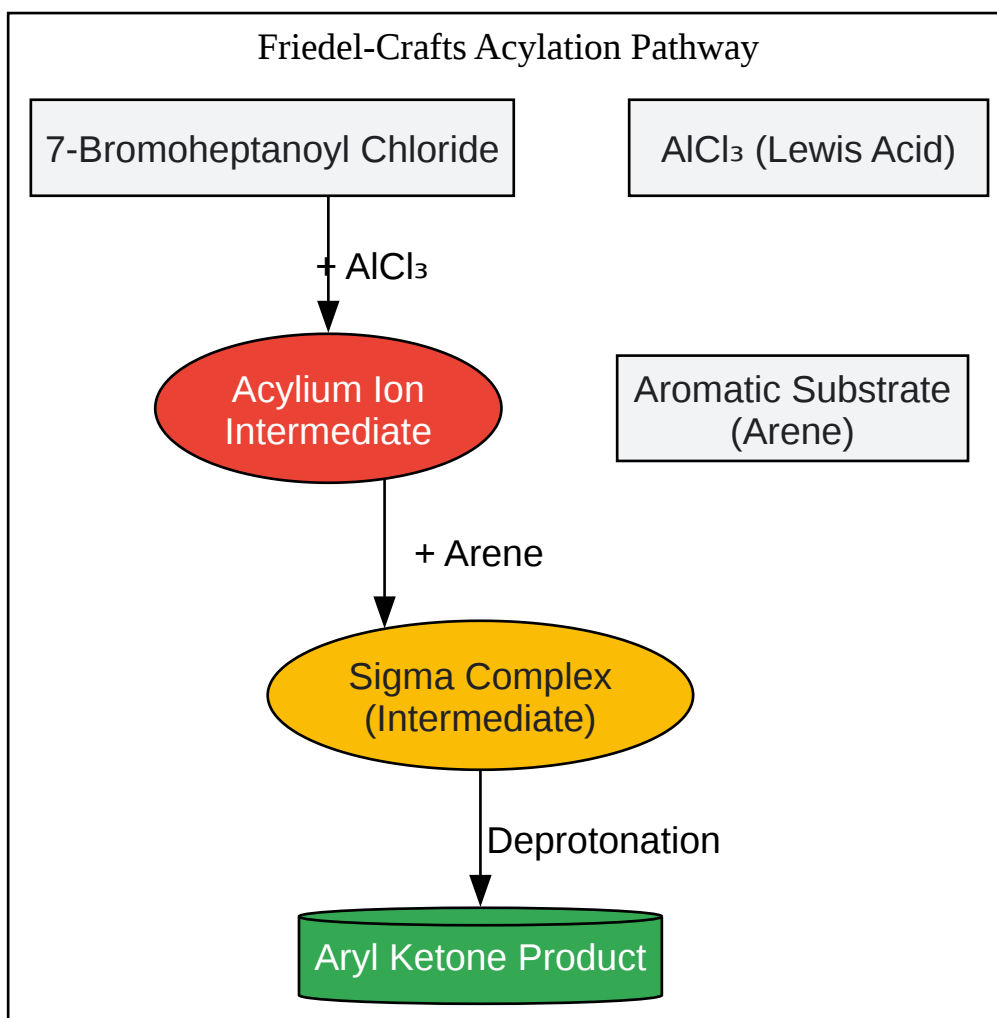 Friedel-Crafts Acylation Pathway
7-Bromoheptanoyl Chloride
AlCl₃ (Lewis Acid)
+ AlCl₃
Acylium Ion
Intermediate
Aromatic Substrate
(Arene)
+ Arene
Sigma Complex
(Intermediate)
Deprotonation
Aryl Ketone Product